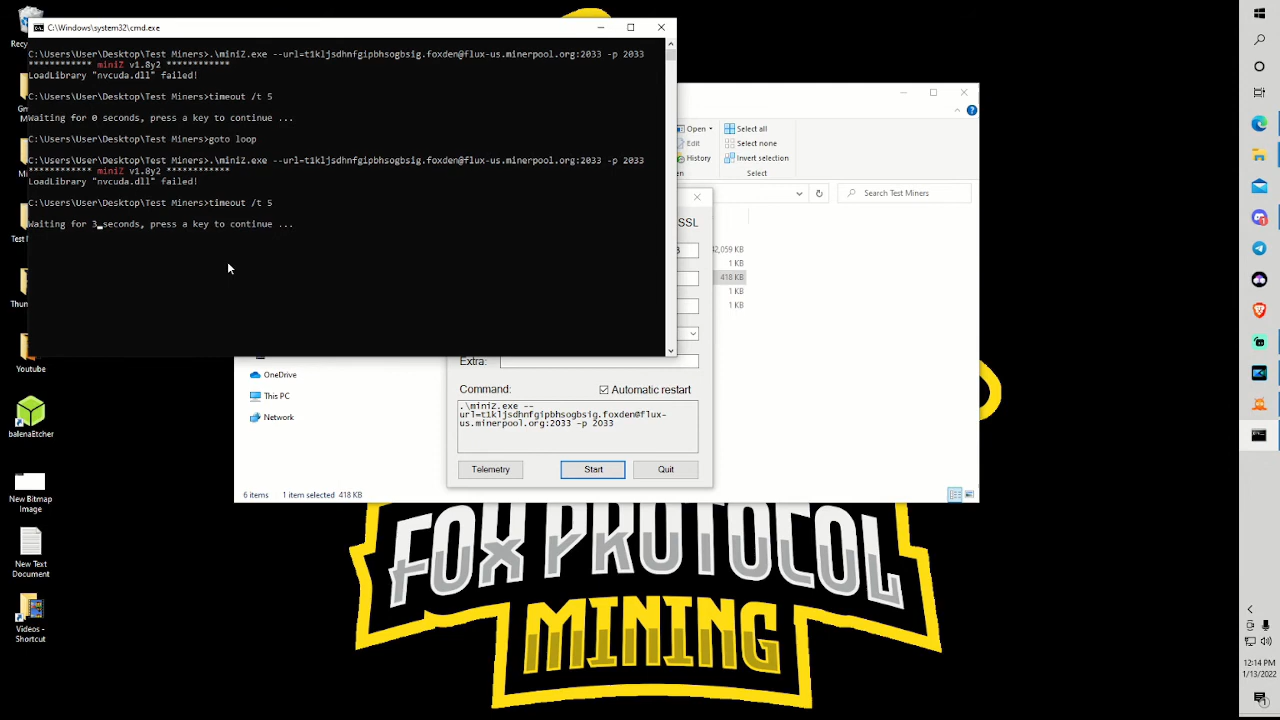 C:\Windows\system32\cmd.exe
C:\Users\User\Desktop\Test Miners>.\miniZ.exe --url=t1kljsdhnfgipbhsogbsig.foxden@flux-us.minerpool.org:2033 -p 2033
************ miniZ v1.8y2 ************
LoadLibrary "nvcuda.dll" failed!
C:\Users\User\Desktop\Test Miners>timeout /t 5
Waiting for 0 seconds, press a key to continue ...
C:\Users\User\Desktop\Test Miners>goto loop
C:\Users\User\Desktop\Test Miners>.\miniZ.exe --url=t1kljsdhnfgipbhsogbsig.foxden@flux-us.minerpool.org:2033 -p 2033
************ miniZ v1.8y2 ************
LoadLibrary "nvcuda.dll" failed!
C:\Users\User\Desktop\Test Miners>timeout /t 5
Waiting for 3 seconds, press a key to continue ...
Open
Select all
Edit
Select none
History
Invert selection
Select
Search Test Miners
SSL
2,059 KB
1 KB
418 KB
1 KB
1 KB
OneDrive
This PC
Network
Extra:
Command:
Automatic restart
.\miniZ.exe --
url=t1kljsdhnfgipbhsogbsig.foxden@flux-
us.minerpool.org:2033 -p 2033
Telemetry
Start
Quit
6 items
1 item selected 418 KB
Recy
Test
Thun
Youtube
balenaEtcher
New Bitmap
Image
New Text
Document
Videos -
Shortcut
FOX PROTOCOL
MINING
12:14 PM
1/13/2022